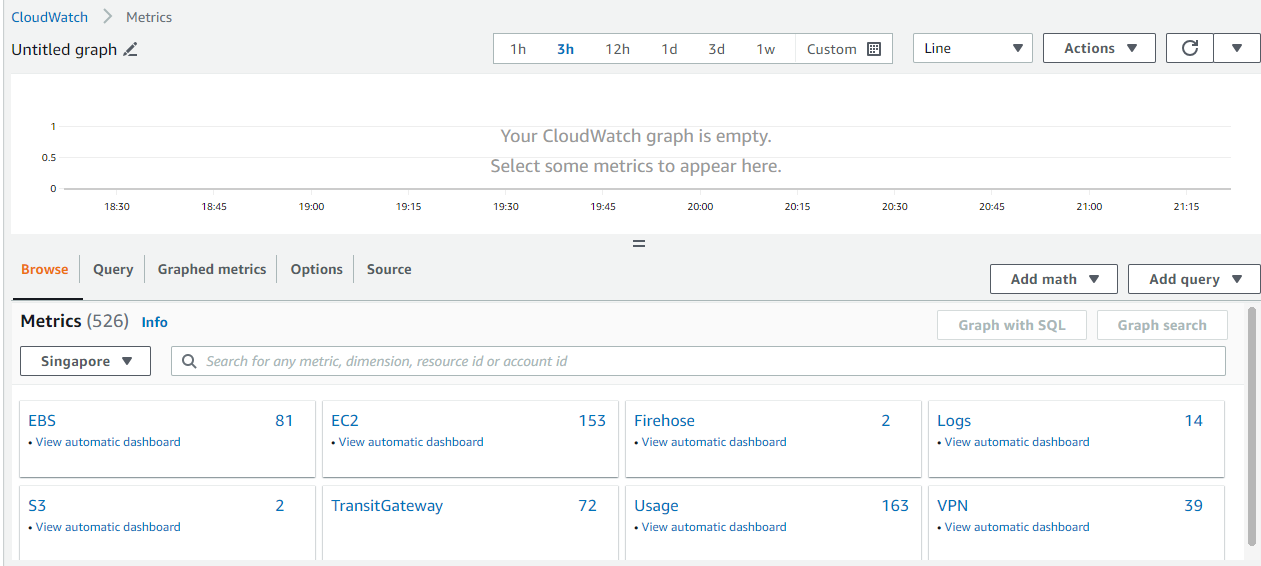 CloudWatch > Metrics
Untitled graph 1h 3h 12h 1d 3d 1w Custom Line Actions
Your CloudWatch graph is empty.
Select some metrics to appear here.
1
0.5
0
18:30 18:45 19:00 19:15 19:30 19:45 20:00 20:15 20:30 20:45 21:00 21:15
Browse Query Graphed metrics Options Source Add math Add query
Metrics (526) Info Graph with SQL Graph search
Singapore Search for any metric, dimension, resource id or account id
EBS 81 EC2 153 Firehose 2 Logs 14
• View automatic dashboard • View automatic dashboard • View automatic dashboard • View automatic dashboard
S3 2 TransitGateway 72 Usage 163 VPN 39
• View automatic dashboard • View automatic dashboard • View automatic dashboard